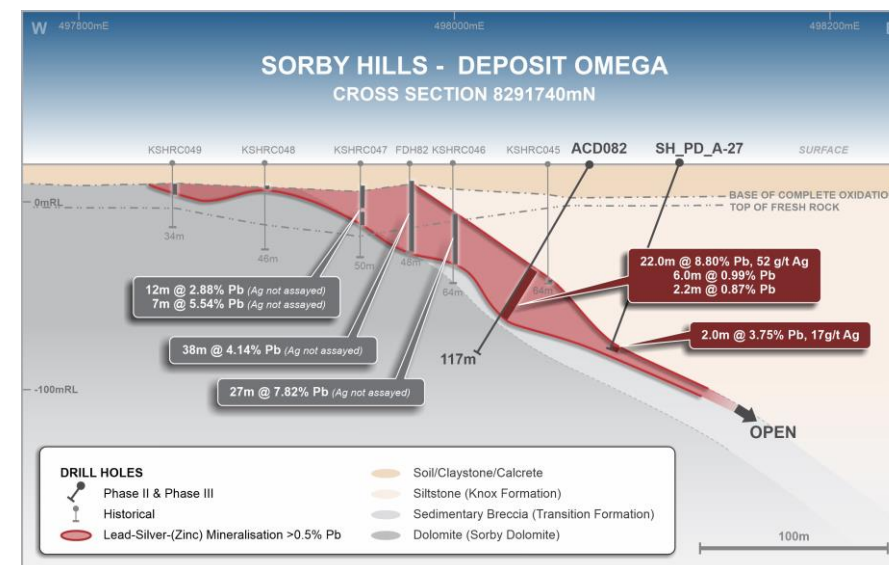 W 497800mE 498000mE 498200mE
SORBY HILLS - DEPOSIT OMEGA
CROSS SECTION 8291740mN
KSHRC049 KSHRC048 KSHRC047 FDH82 KSHRC046 KSHRC045 ACD082 SH_PD_A-27 SURFACE
BASE OF COMPLETE OXIDATION
0mRL
TOP OF FRESH ROCK
34m
46m
50m
48m
64m
64m
22.0m @ 8.80% Pb, 52 g/t Ag
6.0m @ 0.99% Pb
2.2m @ 0.87% Pb
12m @ 2.88% Pb (Ag not assayed)
7m @ 5.54% Pb (Ag not assayed)
2.0m @ 3.75% Pb, 17g/t Ag
38m @ 4.14% Pb (Ag not assayed)
117m
27m @ 7.82% Pb (Ag not assayed)
-100mRL
OPEN
DRILL HOLES
Phase II & Phase III
Historical
Lead-Silver-(Zinc) Mineralisation >0.5% Pb
Soil/Claystone/Calcrete
Siltstone (Knox Formation)
Sedimentary Breccia (Transition Formation)
Dolomite (Sorby Dolomite)
100m